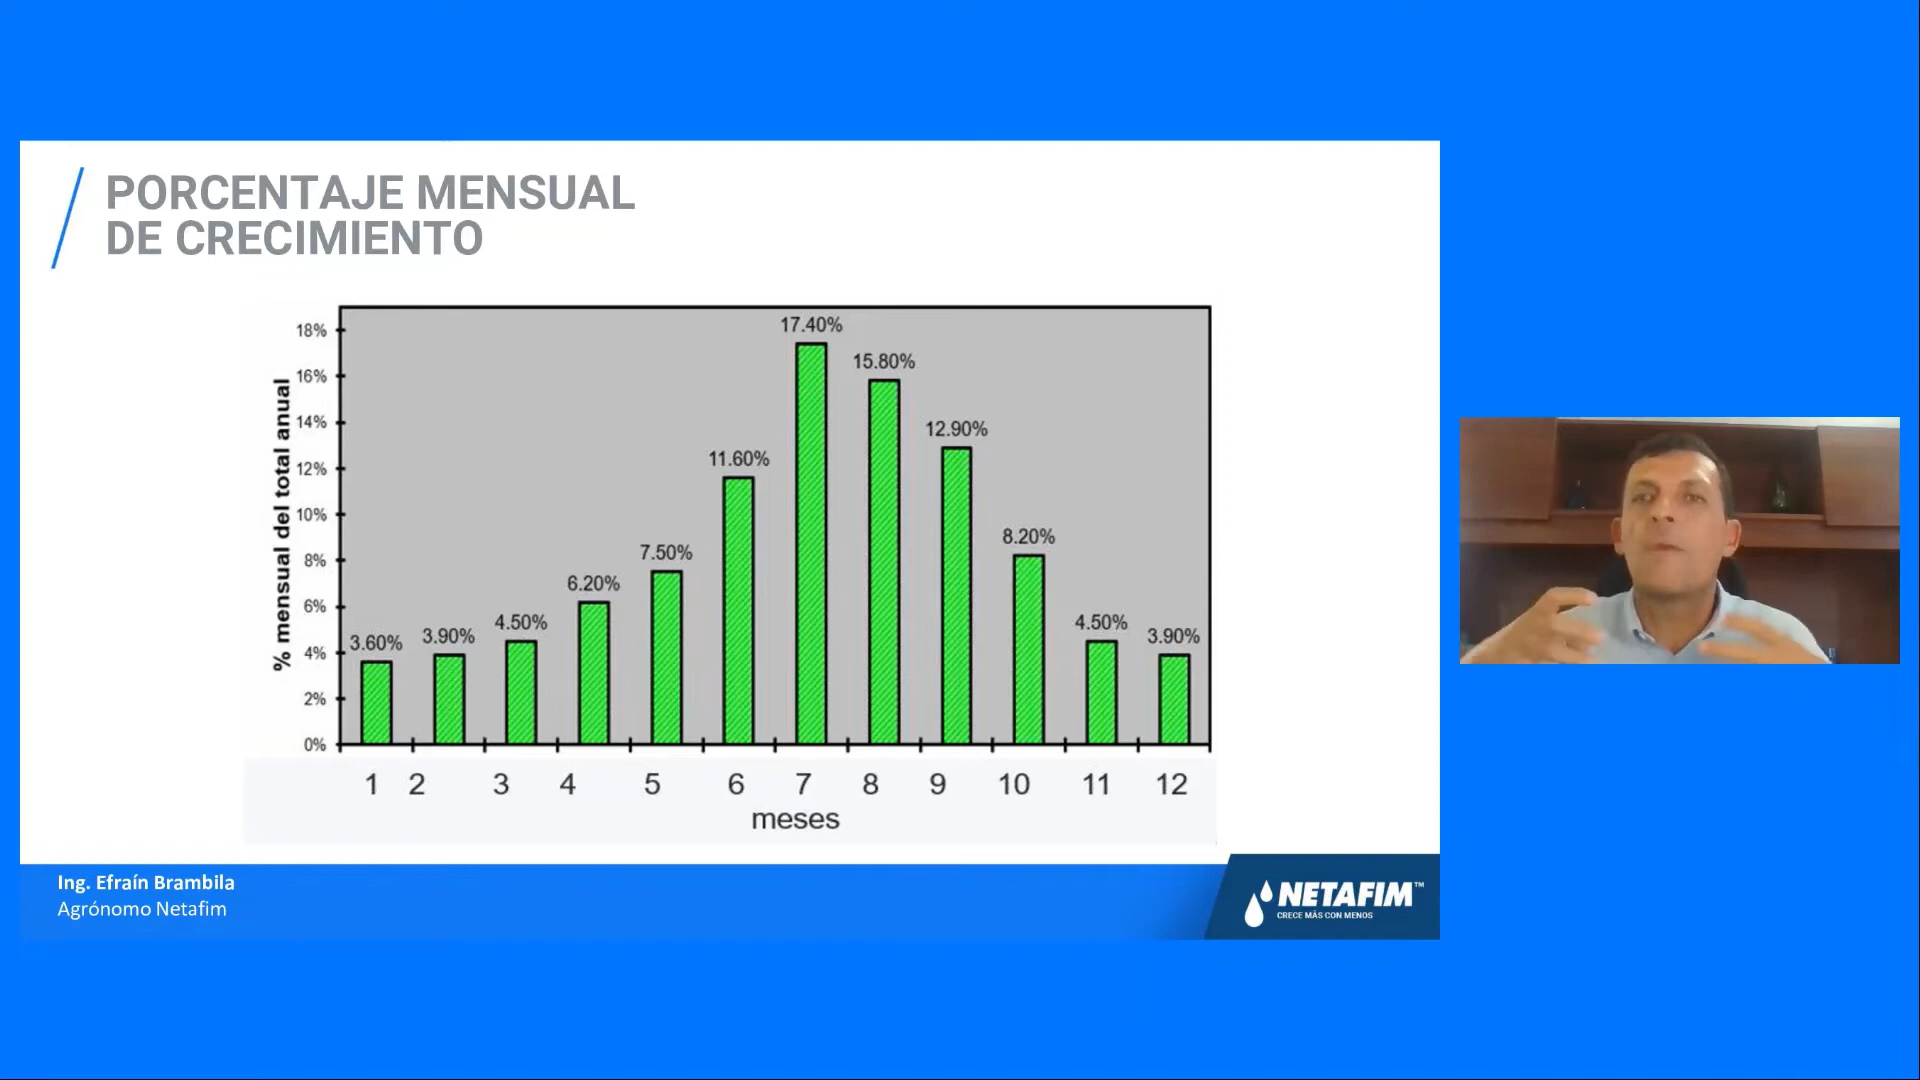 PORCENTAJE MENSUAL
DE CRECIMIENTO
% mensual del total anual
18%
16%
14%
12%
10%
8%
6%
4%
2%
0%
3.60%
3.90%
4.50%
6.20%
7.50%
11.60%
17.40%
15.80%
12.90%
8.20%
4.50%
3.90%
1 2 3 4 5 6 7 8 9 10 11 12
meses
Ing. Efraín Brambila
Agrónomo Netafim
NETAFIM™
CRECE MÁS CON MENOS